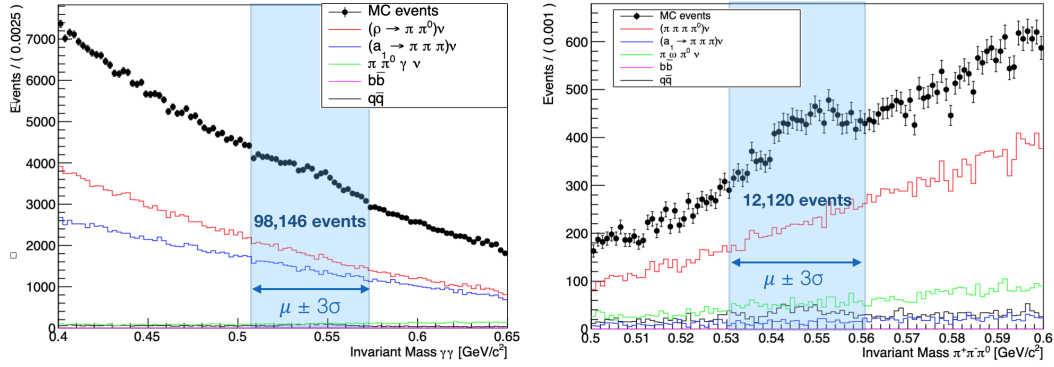 Events / ( 0.0025 )
7000
6000
5000
4000
3000
2000
1000
0
MC events
(ρ → π π⁰)ν
(a₁ → π π π)ν
π π⁰ γ ν
bb̅
qq̅
98,146 events
μ ± 3σ
0.4 0.45 0.5 0.55 0.6 0.65
Invariant Mass γγ [GeV/c²]
Events / ( 0.001 )
600
500
400
300
200
100
0
MC events
(π π π π⁰)ν
(a₁ → π π π)ν
π ω π⁰ ν
bb̅
qq̅
12,120 events
μ ± 3σ
0.5 0.51 0.52 0.53 0.54 0.55 0.56 0.57 0.58 0.59 0.6
Invariant Mass π⁺π⁻π⁰ [GeV/c²]